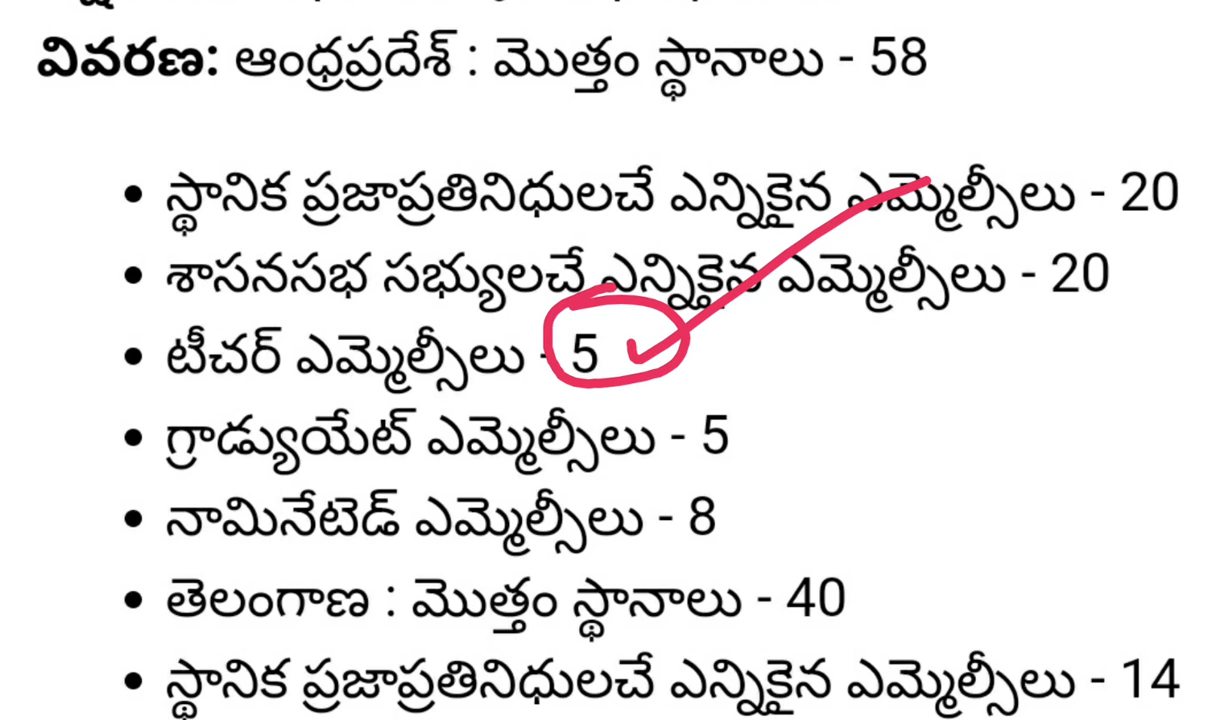 వివరణ: ఆంధ్రప్రదేశ్ : మొత్తం స్థానాలు - 58
• స్థానిక ప్రజాప్రతినిధులచే ఎన్నికైన ఎమ్మెల్సీలు - 20
• శాసనసభ సభ్యులచే ఎన్నికైన ఎమ్మెల్సీలు - 20
• టీచర్ ఎమ్మెల్సీలు - 5
• గ్రాడ్యుయేట్ ఎమ్మెల్సీలు - 5
• నామినేటెడ్ ఎమ్మెల్సీలు - 8
• తెలంగాణ : మొత్తం స్థానాలు - 40
• స్థానిక ప్రజాప్రతినిధులచే ఎన్నికైన ఎమ్మెల్సీలు - 14